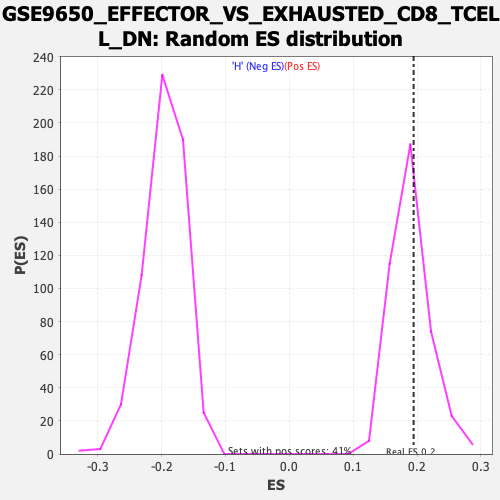 GSE9650_EFFECTOR_VS_EXHAUSTED_CD8_TCEL
L_DN: Random ES distribution
'H' (Neg ES)(Pos ES)
240
220
200
180
160
140
120
100
80
60
40
20
0
P(ES)
Sets with pos scores: 41%
Real ES 0.2
-0.3 -0.2 -0.1 0.0 0.1 0.2 0.3
ES